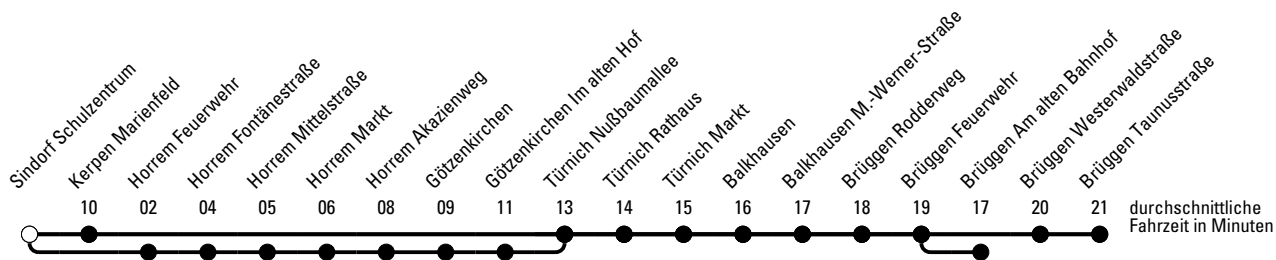 Sindorf Schulzentrum
Kerpen Marienfeld
Horrem Feuerwehr
Horrem Fontänestraße
Horrem Mittelstraße
Horrem Markt
Horrem Akazienweg
Götzenkirchen
Götzenkirchen Im alten Hof
Türnich Nußbaumallee
Türnich Rathaus
Türnich Markt
Balkhausen
Balkhausen M.-Werner-Straße
Brüggen Rodderweg
Brüggen Feuerwehr
Brüggen Am alten Bahnhof
Brüggen Westerwaldstraße
Brüggen Taunusstraße
10 02 04 05 06 08 09 11 13 14 15 16 17 18 19 17 20 21
durchschnittliche
Fahrzeit in Minuten